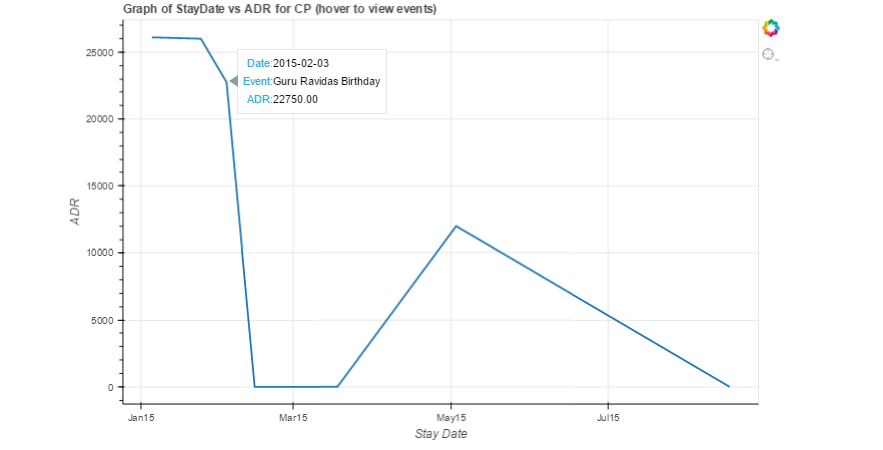 Graph of StayDate vs ADR for CP (hover to view events)
25000
20000
15000
10000
5000
0
ADR
Date:2015-02-03
Event:Guru Ravidas Birthday
ADR:22750.00
Jan15 Mar15 May15 Jul15
Stay Date